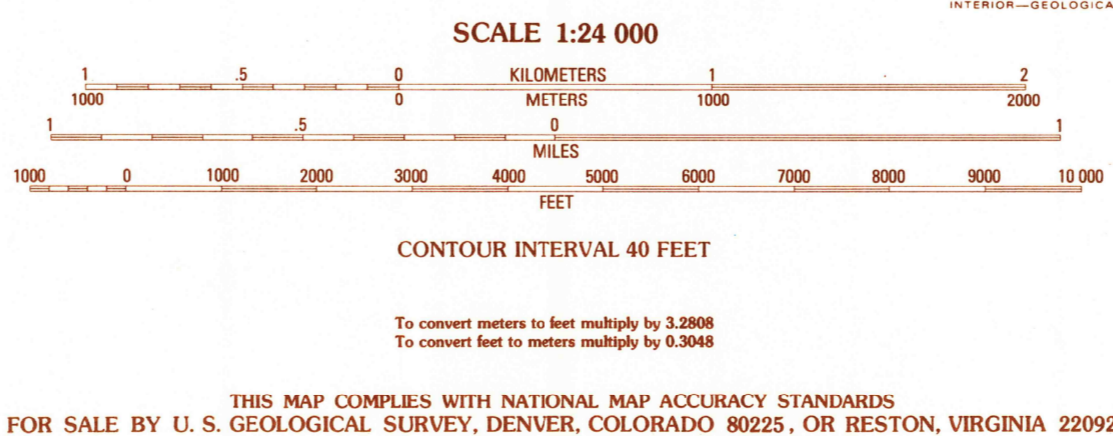 INTERIOR—GEOLOGICA
SCALE 1:24 000
1 .5 0 KILOMETERS 1 2
1000 0 METERS 1000 2000
1 .5 0 1
MILES
1000 0 1000 2000 3000 4000 5000 6000 7000 8000 9000 10 000
FEET
CONTOUR INTERVAL 40 FEET
To convert meters to feet multiply by 3.2808
To convert feet to meters multiply by 0.3048
THIS MAP COMPLIES WITH NATIONAL MAP ACCURACY STANDARDS
FOR SALE BY U. S. GEOLOGICAL SURVEY, DENVER, COLORADO 80225, OR RESTON, VIRGINIA 22092